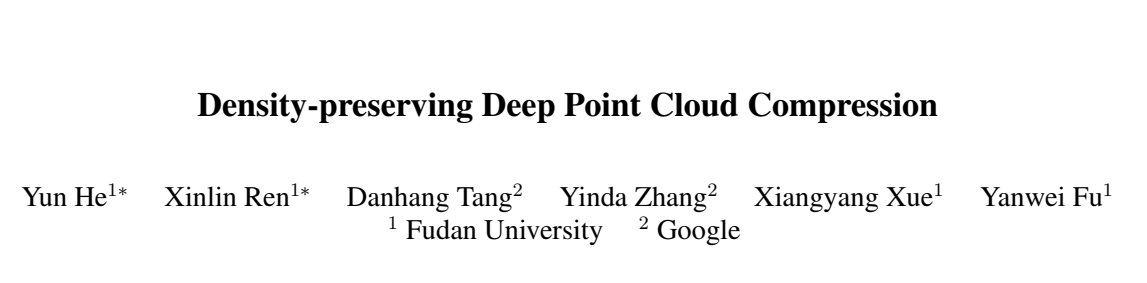 Density-preserving Deep Point Cloud Compression
Yun He1* Xinlin Ren1* Danhang Tang2 Yinda Zhang2 Xiangyang Xue1 Yanwei Fu1
1 Fudan University 2 Google